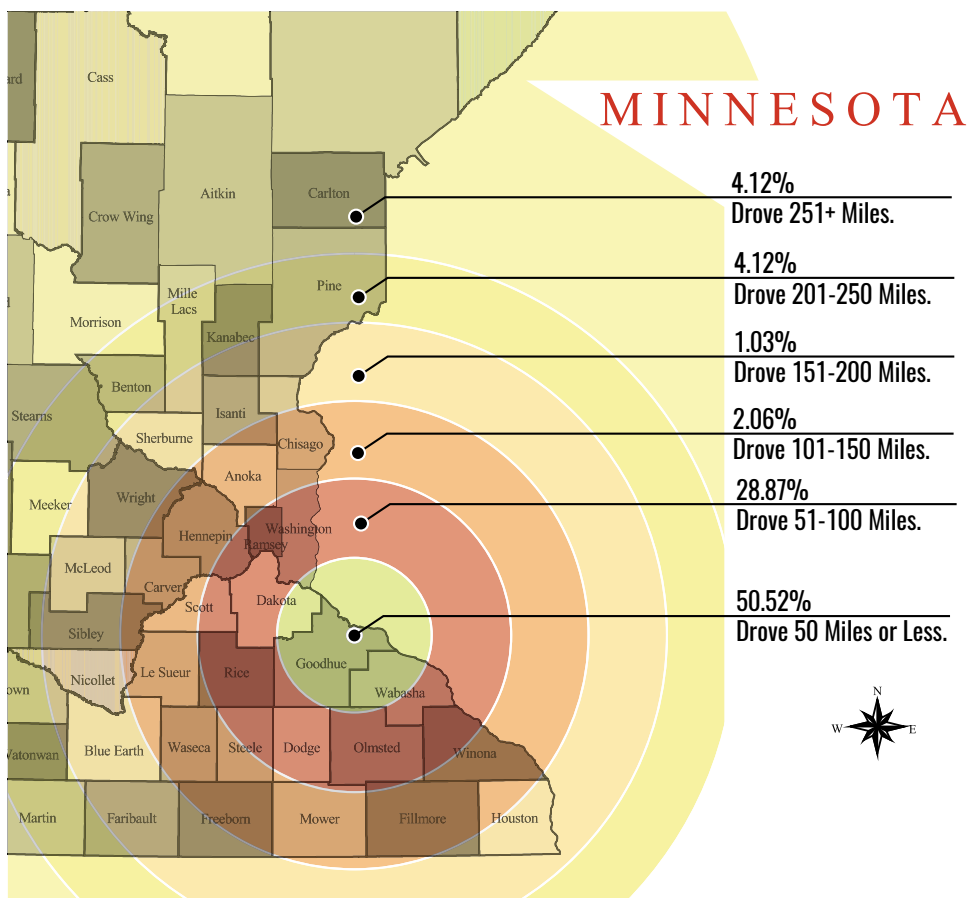 MINNESOTA
4.12%
Drove 251+ Miles.
4.12%
Drove 201-250 Miles.
1.03%
Drove 151-200 Miles.
2.06%
Drove 101-150 Miles.
28.87%
Drove 51-100 Miles.
50.52%
Drove 50 Miles or Less.
N
W
E
ard
Cass
Aitkin
Carlton
Crow Wing
Pine
Mille
Lacs
Morrison
Kanabec
Benton
Isanti
Stearns
Sherburne
Chisago
Anoka
Meeker
Wright
Hennepin
Washington
Ramsey
McLeod
Carver
Scott
Dakota
Sibley
Goodhue
Nicollet
Le Sueur
Rice
Wabasha
own
Watonwan
Blue Earth
Waseca
Steele
Dodge
Olmsted
Winona
Martin
Faribault
Freeborn
Mower
Fillmore
Houston